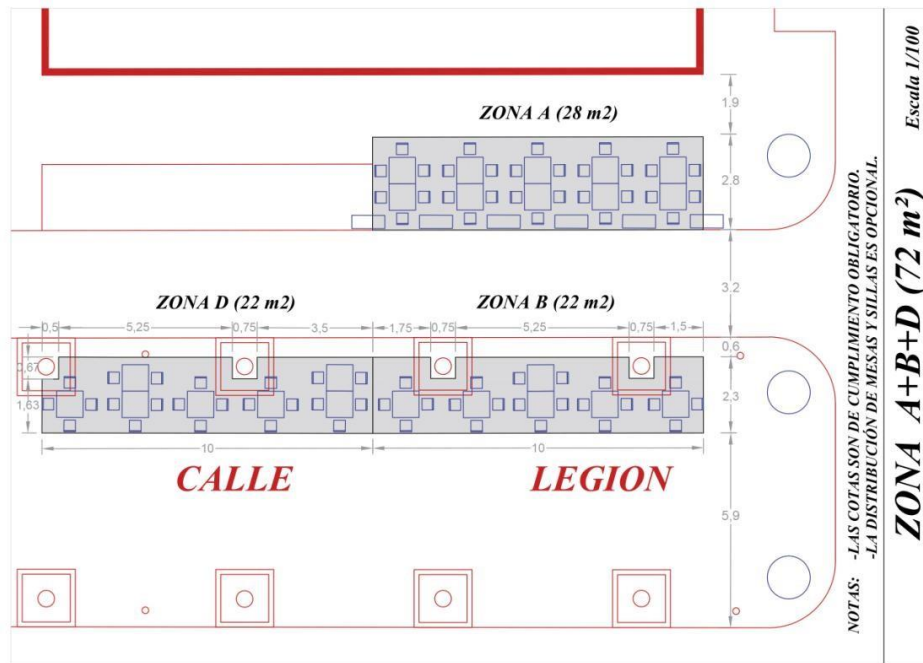 ZONA A (28 m2)
1.9
2.8
3.2
ZONA D (22 m2)
ZONA B (22 m2)
0,5
5,25
0,75
3,5
1,75
0,75
5,25
0,75
1,5
0,67
1,63
0.6
2.3
10
10
CALLE
LEGION
5,9
NOTAS: -LAS COTAS SON DE CUMPLIMIENTO OBLIGATORIO.
-LA DISTRIBUCIÓN DE MESAS Y SILLAS ES OPCIONAL.
ZONA A+B+D (72 m²)
Escala 1/100